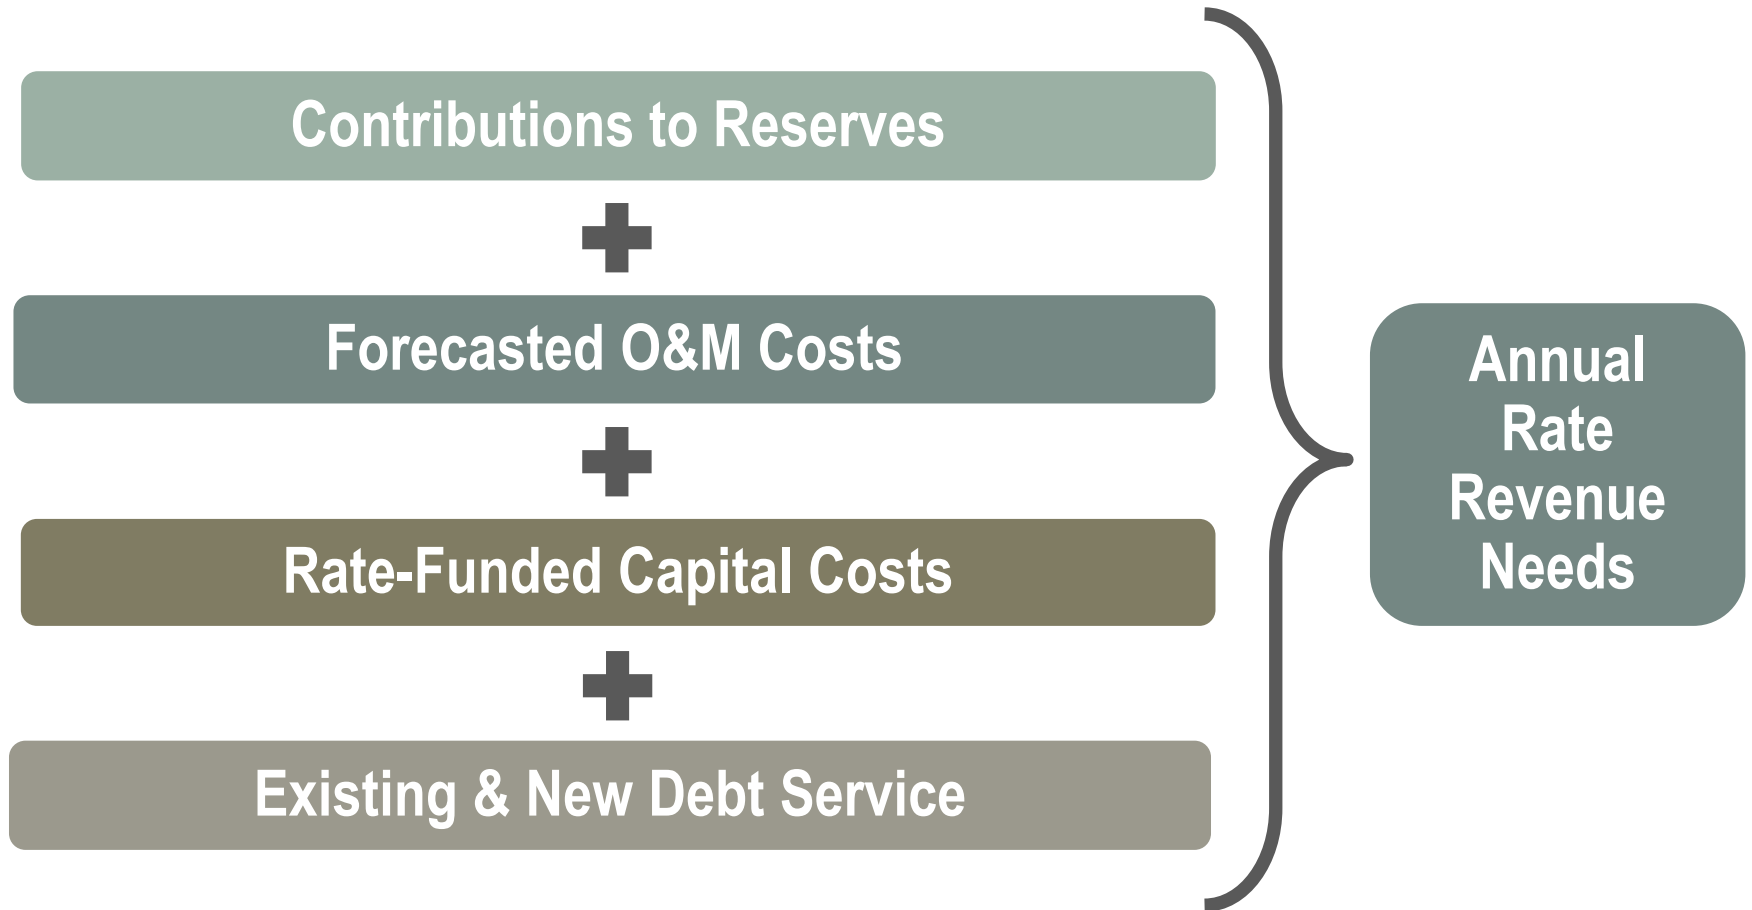 Contributions to Reserves
Forecasted O&M Costs
Rate-Funded Capital Costs
Existing & New Debt Service
Annual
Rate
Revenue
Needs